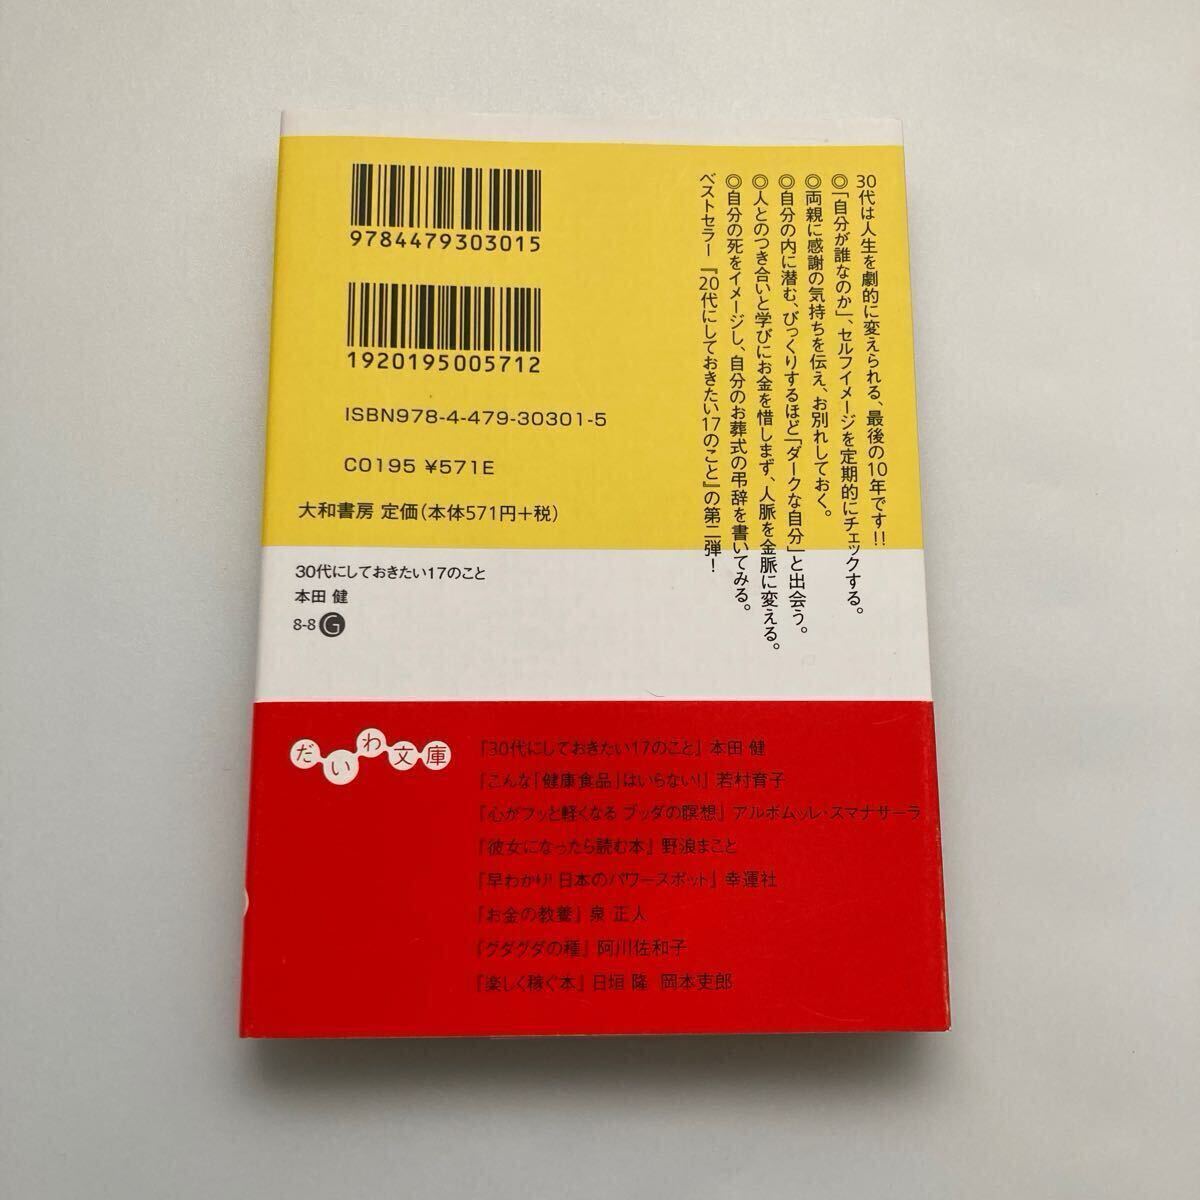 30代は人生を劇的に変えられる、最後の10年です!!
◎「自分が誰なのか」、セルフイメージを定期的にチェックする。
◎両親に感謝の気持ちを伝え、お別れしておく。
◎自分の内に潜む、びっくりするほど「ダークな自分」と出会う。
◎人とのつき合いと学びにお金を惜しまず、人脈を金脈に変える。
◎自分の死をイメージし、自分のお葬式の弔辞を書いてみる。
ベストセラー『20代にしておきたい17のこと』の第二弾!
9784479303015
1920195005712
ISBN978-4-479-30301-5
C0195 ¥571E
大和書房 定価(本体571円+税)
30代にしておきたい17のこと
本田 健
8-8 G
だいわ文庫
『30代にしておきたい17のこと』 本田 健
『こんな「健康食品」はいらない!』 若村育子
『心がフッと軽くなる ブッダの瞑想』 アルボムッレ・スマナサーラ
『彼女になったら読む本』 野浪まこと
『早わかり! 日本のパワースポット』 幸運社
『お金の教養』 泉 正人
『グダグダの種』 阿川佐和子
『楽しく稼ぐ本』 日垣 隆 岡本吏郎